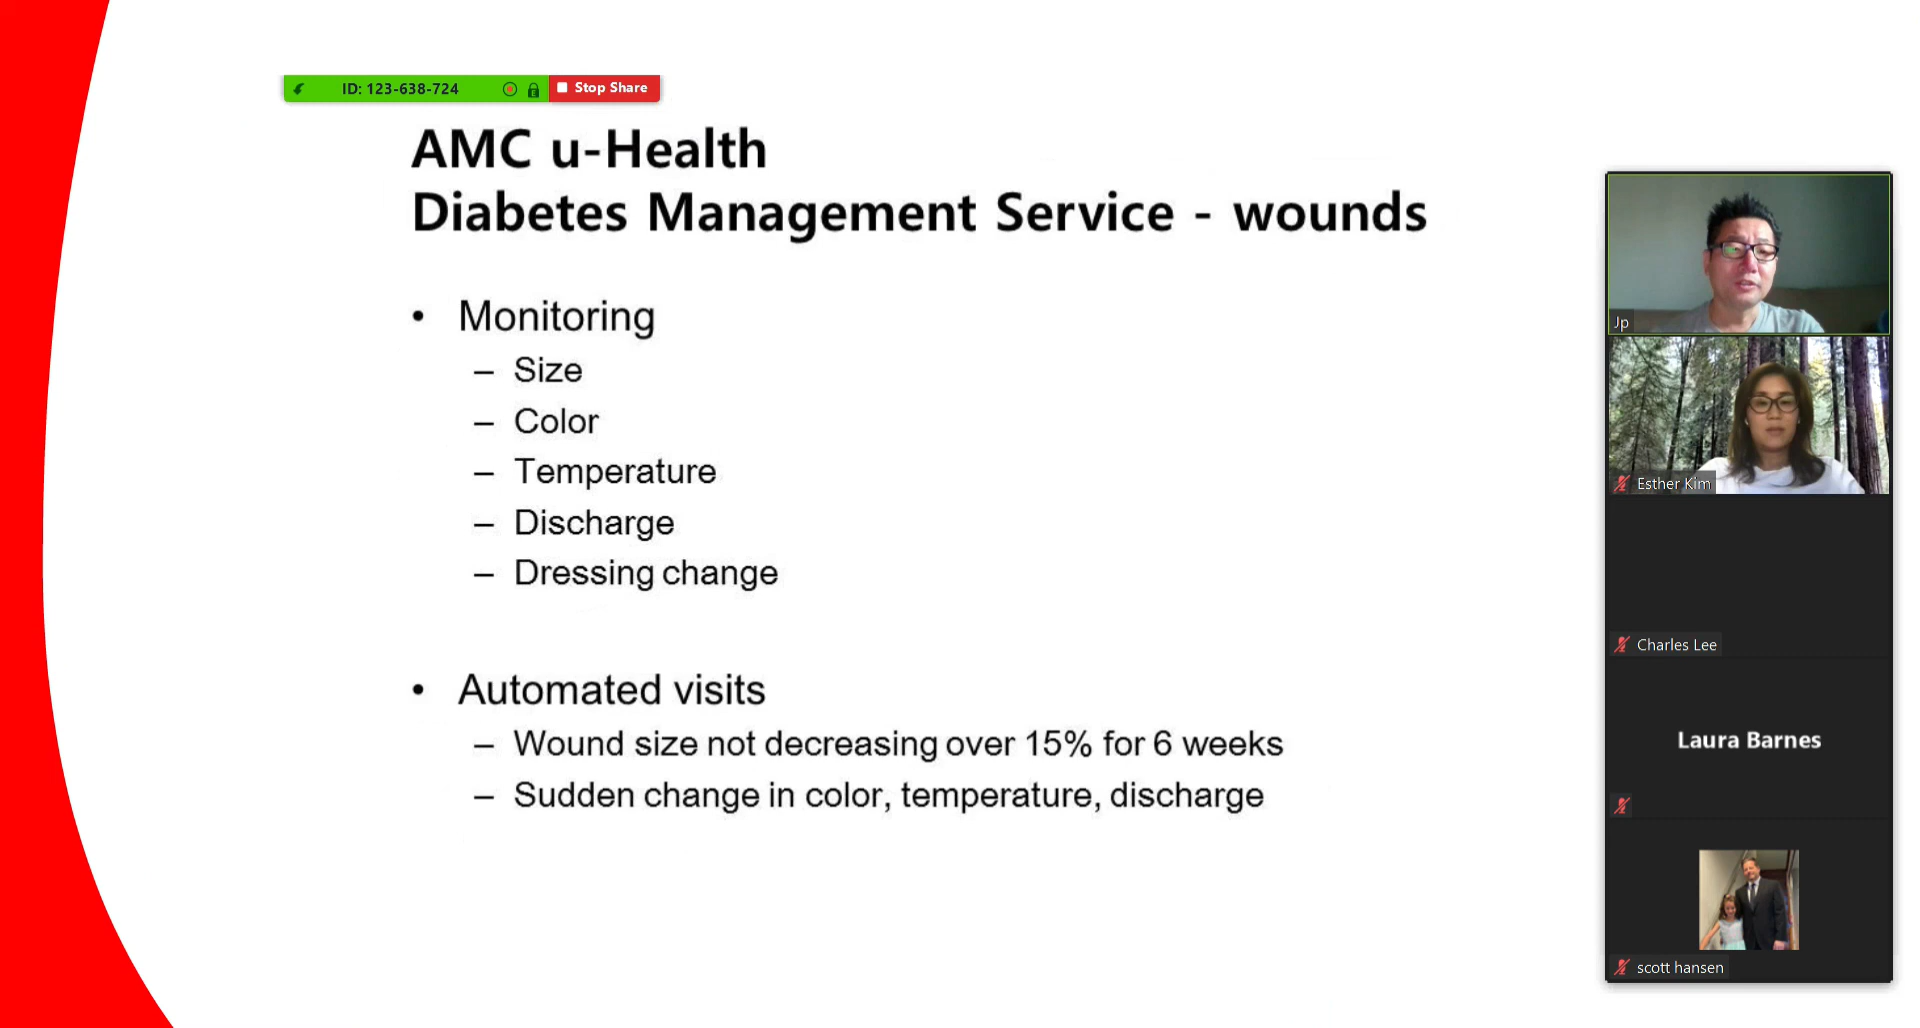 ID: 123-638-724
Stop Share
AMC u-Health
Diabetes Management Service - wounds
• Monitoring
– Size
– Color
– Temperature
– Discharge
– Dressing change
• Automated visits
– Wound size not decreasing over 15% for 6 weeks
– Sudden change in color, temperature, discharge
Jp
Esther Kim
Charles Lee
Laura Barnes
scott hansen